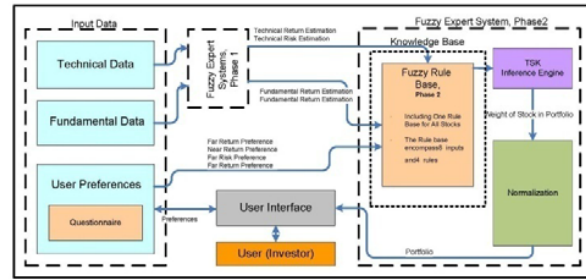 Input Data
Fuzzy Expert System, Phase2
Technical Data
Fundamental Data
User Preferences
Questionnaire
Fuzzy Expert
Systems,
Phase 1
Technical Return Estimation
Technical Risk Estimation
Fundamental Return Estimation
Fundamental Return Estimation
Far Return Preference
Near Return Preference
Far Risk Preference
Far Return Preference
Preferences
User Interface
User (Investor)
Portfolio
Knowledge Base
Fuzzy Rule
Base,
Phase 2
Including One Rule
Base for All Stocks
The Rule base
encompass8 inputs
and4 rules
TSK
Inference Engine
Weight of Stock in Portfolio
Normalization